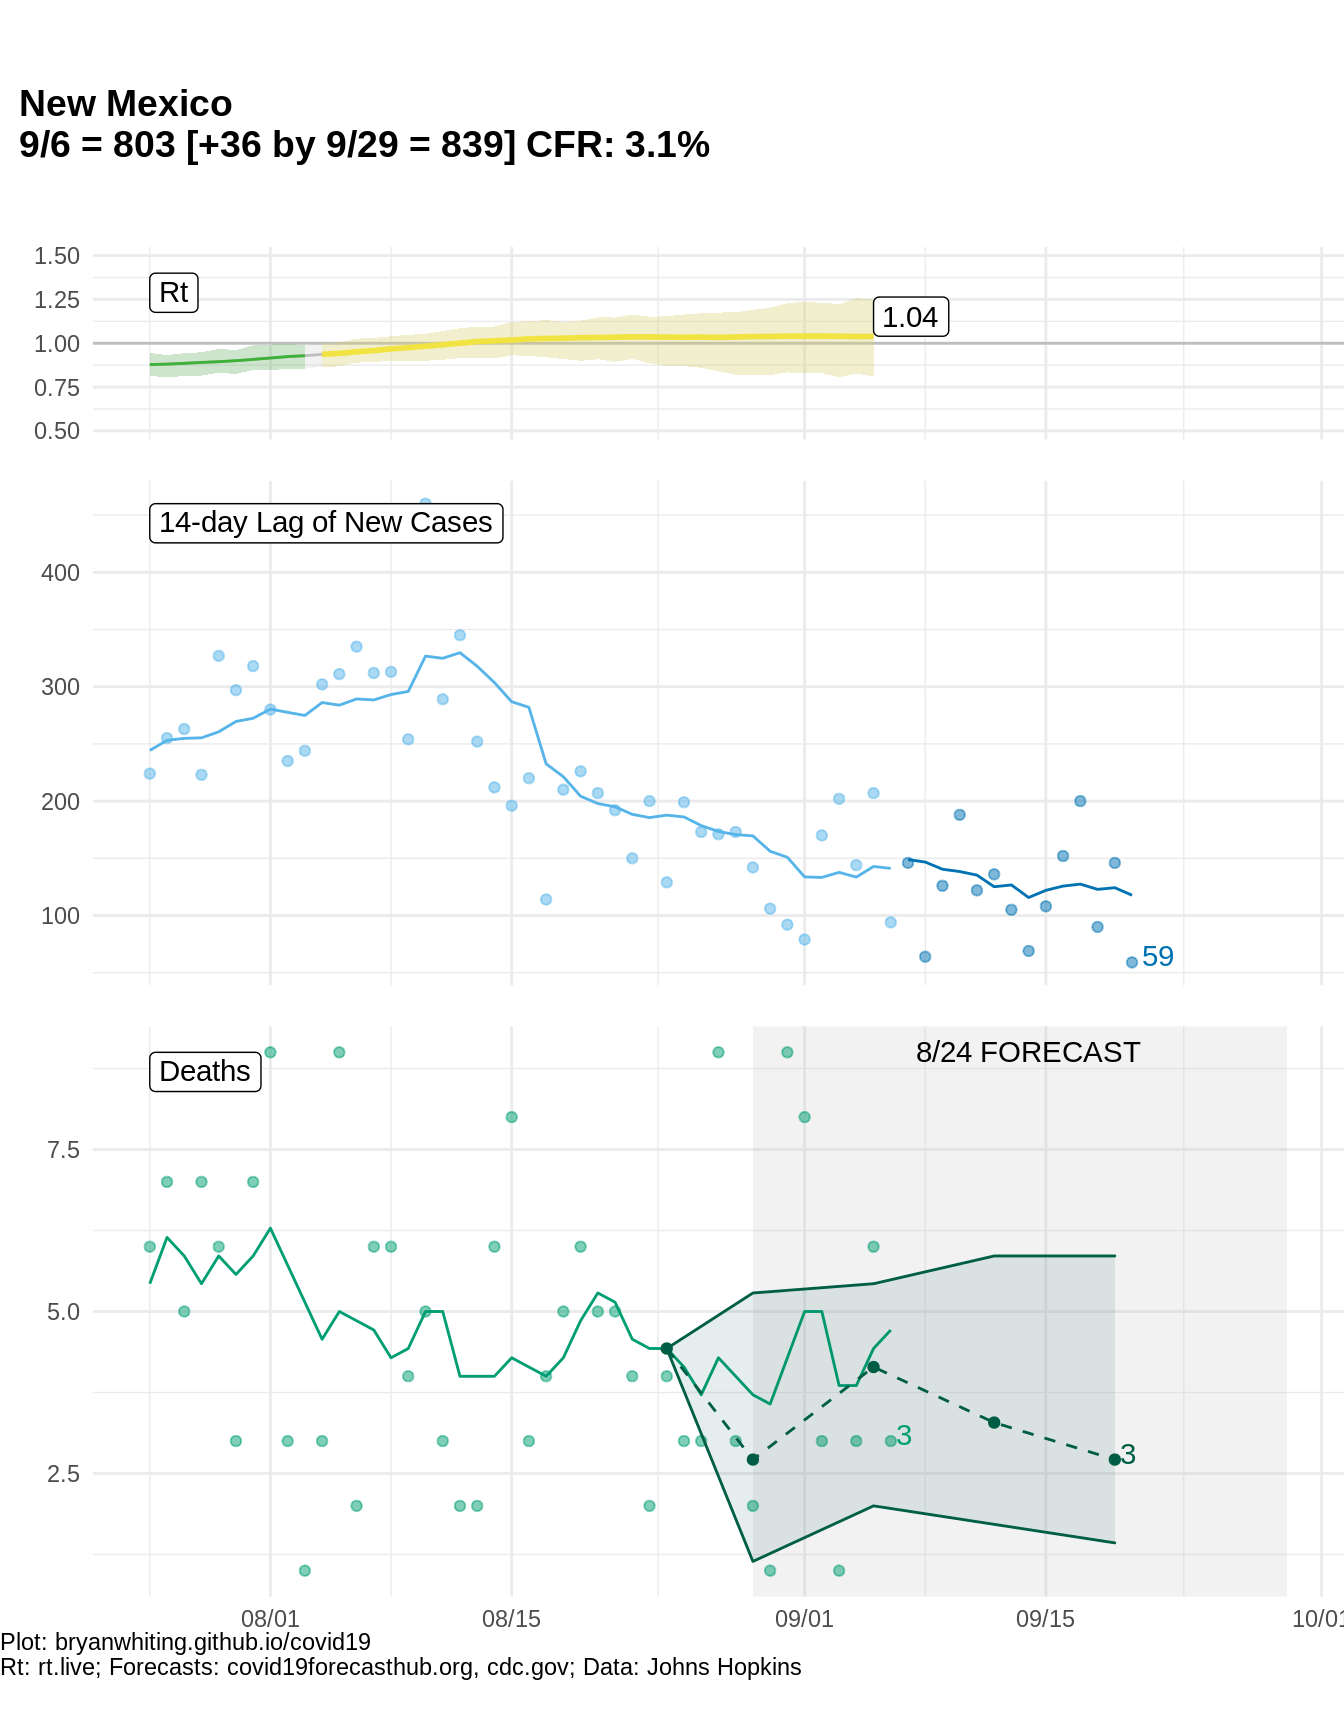 New Mexico
9/6 = 803 [+36 by 9/29 = 839] CFR: 3.1%
1.50
Rt
1.25
1.04
1.00
0.75
0.50
14-day Lag of New Cases
400
300
200
100
59
8/24 FORECAST
Deaths
7.5
5.0
3
3
2.5
08/01
08/15
09/01
09/15
10/01
Plot: bryanwhiting.github.io/covid19
Rt: rt.live; Forecasts: covid19forecasthub.org, cdc.gov; Data: Johns Hopkins